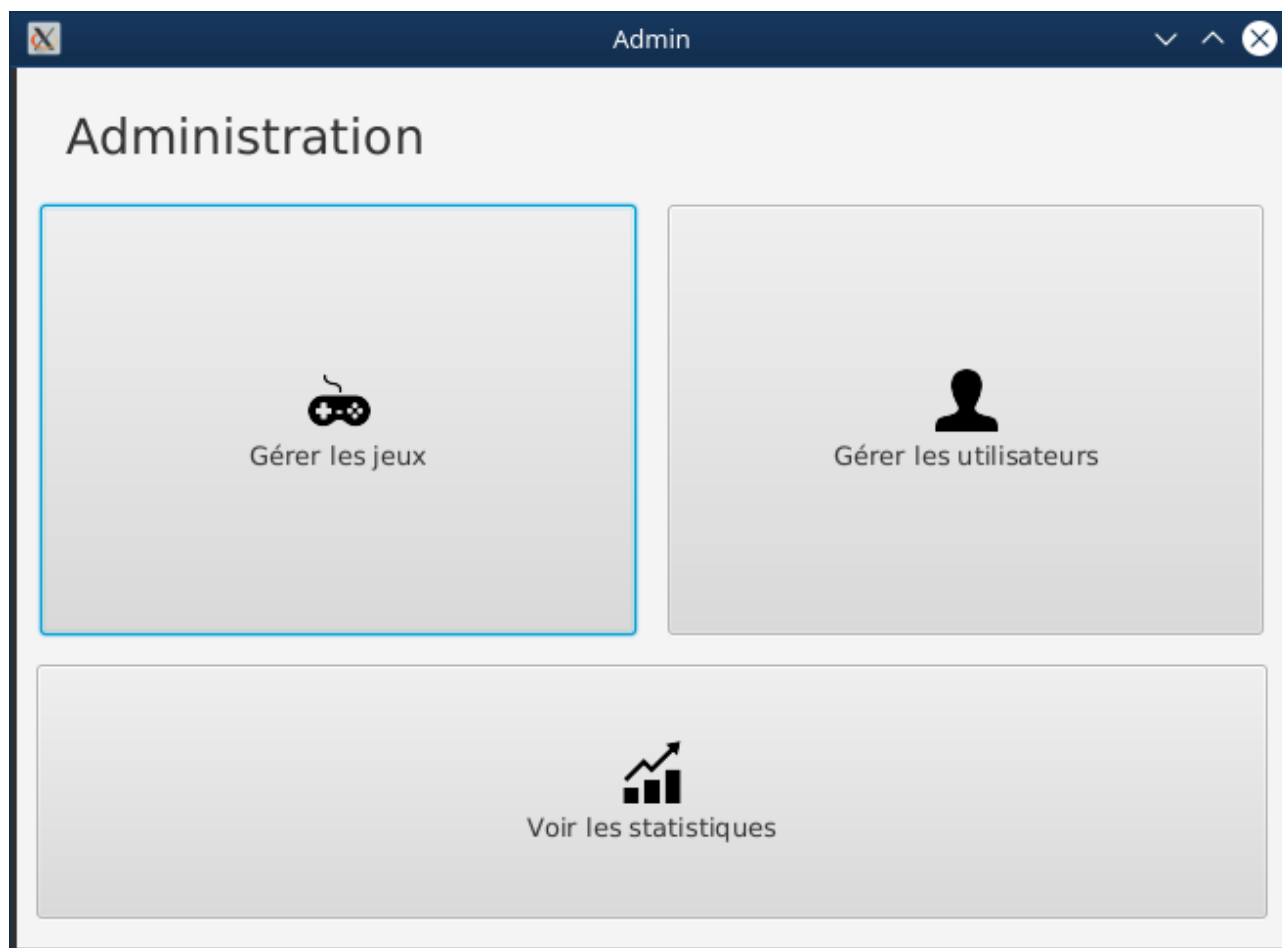 Admin
Administration
Gérer les jeux
Gérer les utilisateurs
Voir les statistiques